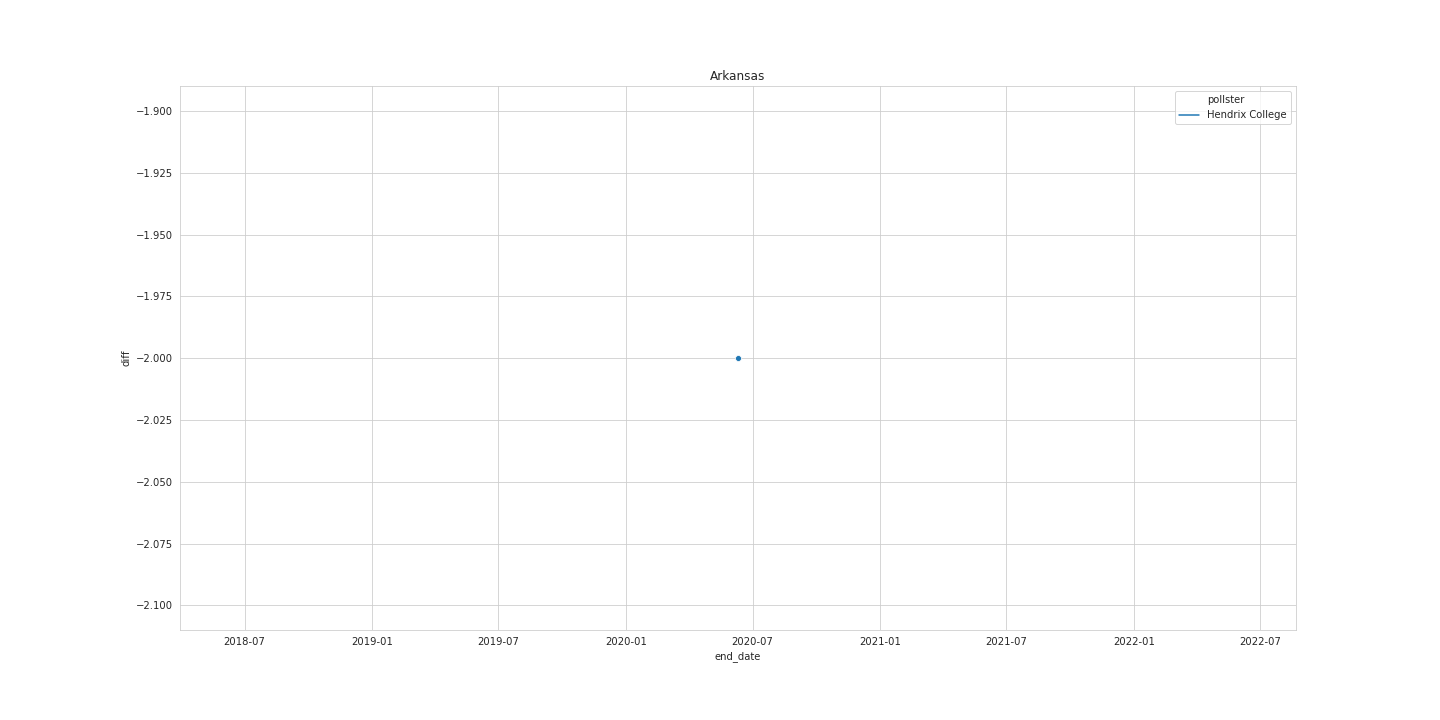 Arkansas
pollster
Hendrix College
−1.900
−1.925
−1.950
−1.975
−2.000
−2.025
−2.050
−2.075
−2.100
diff
2018-07 2019-01 2019-07 2020-01 2020-07 2021-01 2021-07 2022-01 2022-07
end_date